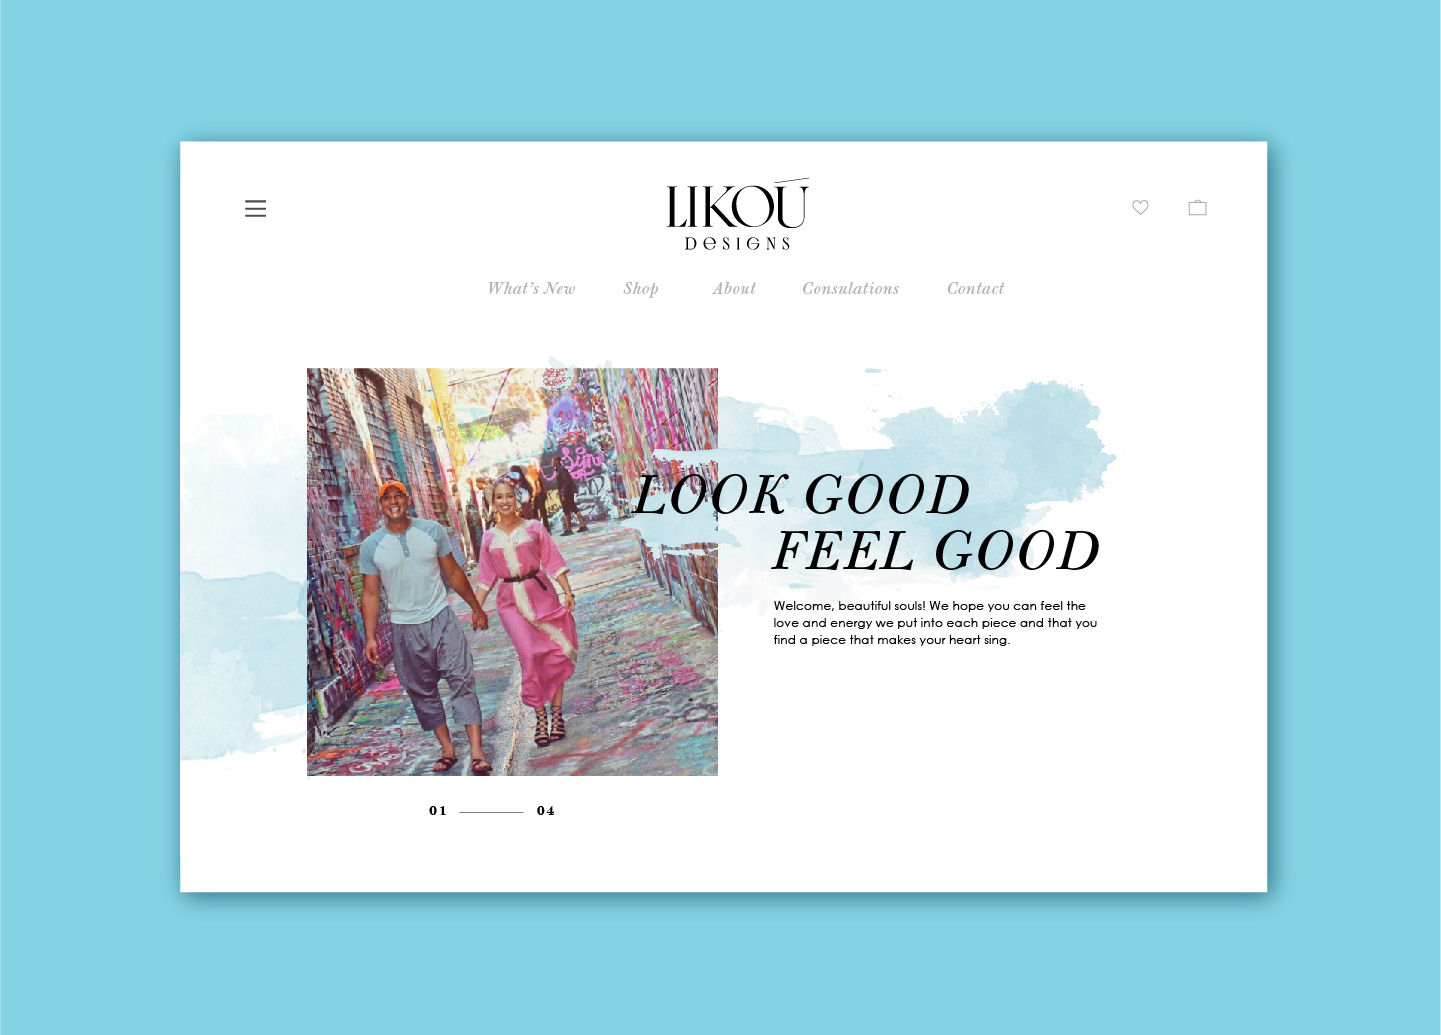 LIKOÚ
DESIGNS
What's New Shop About Consulations Contact
LOOK GOOD
FEEL GOOD
Welcome, beautiful souls! We hope you can feel the
love and energy we put into each piece and that you
find a piece that makes your heart sing.
01 04